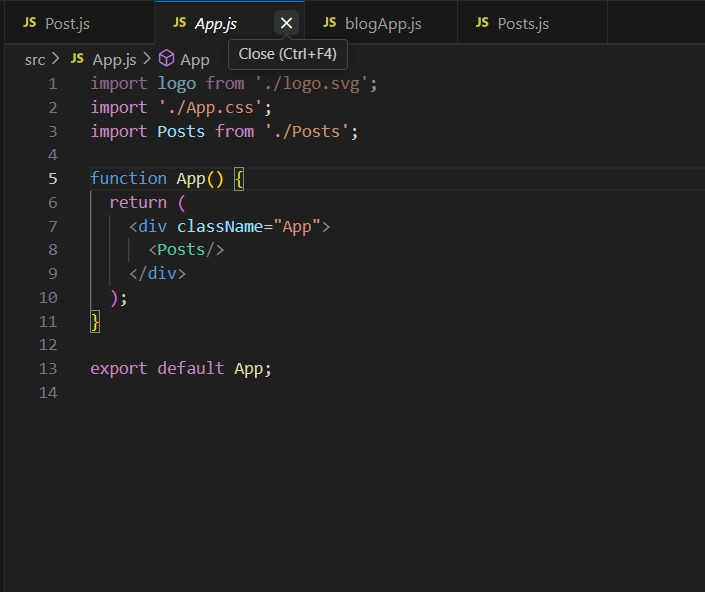 JS Post.js JS App.js JS blogApp.js JS Posts.js
Close (Ctrl+F4)
src > JS App.js > App
1 import logo from './logo.svg';
2 import './App.css';
3 import Posts from './Posts';
4
5 function App() {
6 return (
7 <div className="App">
8 <Posts/>
9 </div>
10 );
11 }
12
13 export default App;
14